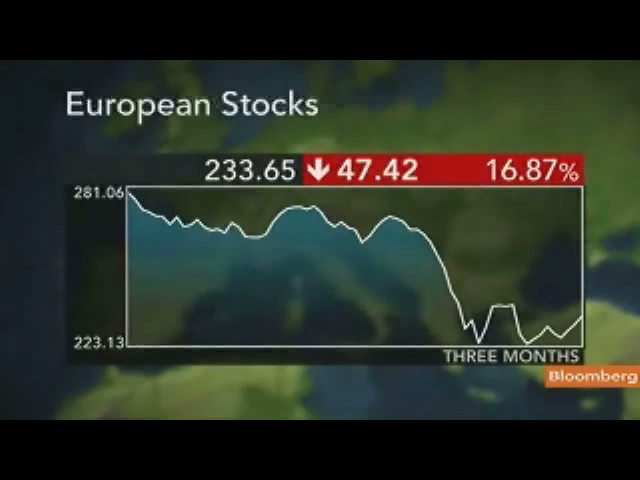 European Stocks
233.65 ↓ 47.42 16.87%
281.06
223.13
THREE MONTHS
Bloomberg